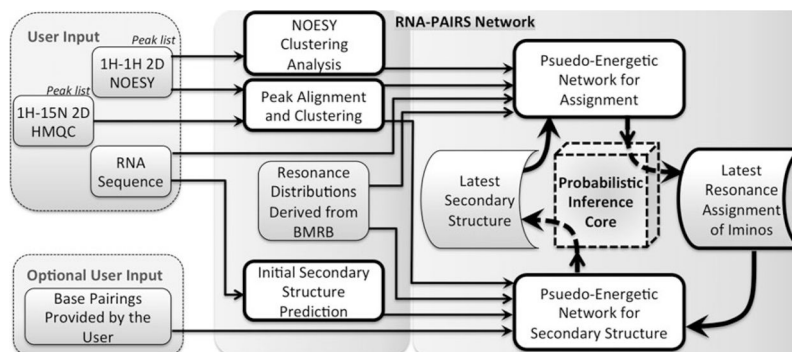 RNA-PAIRS Network
User Input
Peak list
1H-1H 2D
NOESY
Peak list
1H-15N 2D
HMQC
RNA
Sequence
Optional User Input
Base Pairings
Provided by the
User
NOESY
Clustering
Analysis
Peak Alignment
and Clustering
Resonance
Distributions
Derived from
BMRB
Initial Secondary
Structure
Prediction
Psuedo-Energetic
Network for
Assignment
Latest
Secondary
Structure
Probabilistic
Inference
Core
Latest
Resonance
Assignment
of Iminos
Psuedo-Energetic
Network for
Secondary Structure